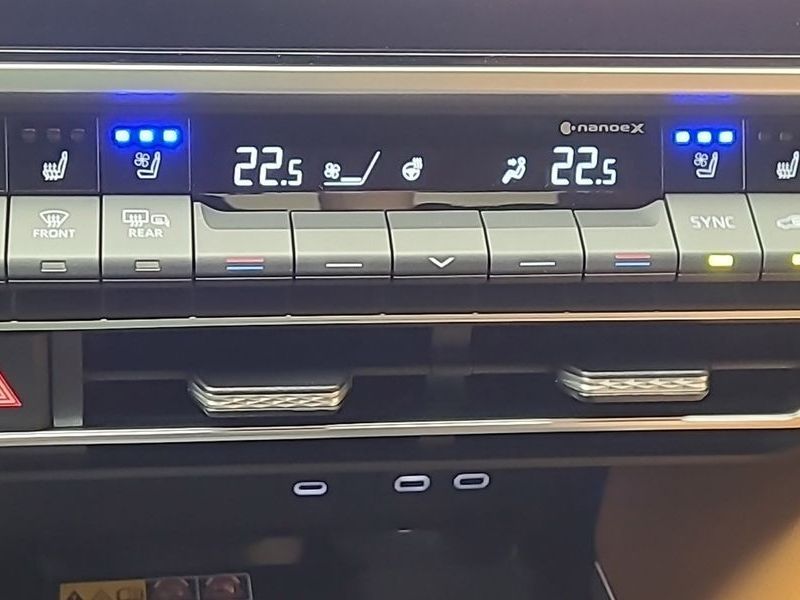 nanoeX
22.5
22.5
FRONT
REAR
SYNC